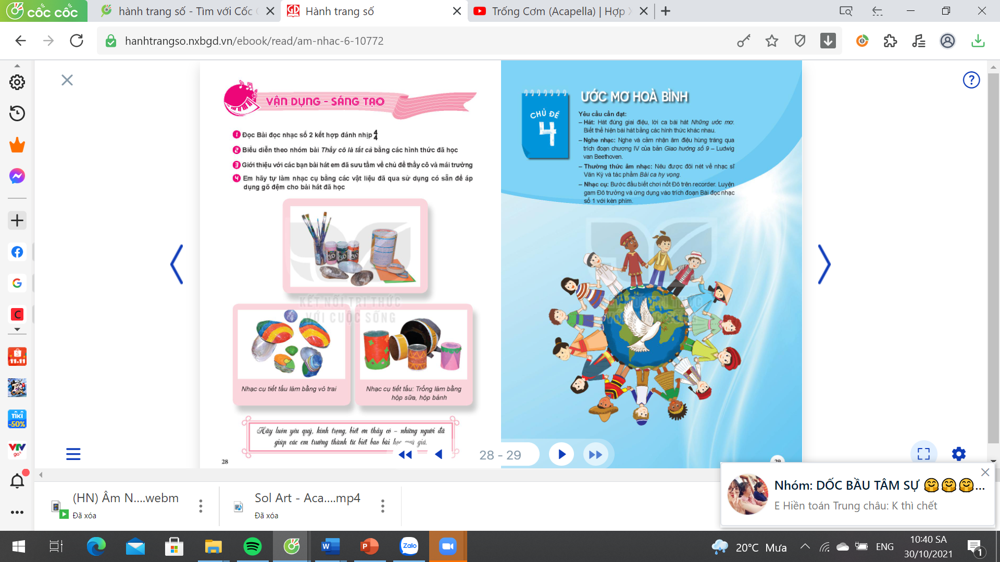 cốc cốc
hành trang số - Tìm với Cốc
Hành trang số
Trống Cơm (Acapella) | Hợp
hanhtrangso.nxbgd.vn/ebook/read/am-nhac-6-10772
VẬN DỤNG - SÁNG TẠO
1 Đọc Bài đọc nhạc số 2 kết hợp đánh nhịp 4/4
2 Biểu diễn theo nhóm bài Thầy cô là tất cả bằng các hình thức đã học
3 Giới thiệu với các bạn bài hát em đã sưu tầm về chủ đề thầy cô và mái trường
4 Em hãy tự làm nhạc cụ bằng các vật liệu đã qua sử dụng có sẵn để áp
dụng gõ đệm cho bài hát đã học
3D
3D
3D
KẾT NỐI TRI THỨC
VỚI CUỘC SỐNG
Nhạc cụ tiết tấu làm bằng vỏ trai
Nhạc cụ tiết tấu: Trống làm bằng
hộp sữa, hộp bánh
Hãy luôn yêu quý, kính trọng, biết ơn thầy cô – những người đã
giúp các em trưởng thành từ biết bao bài học quý giá.
28
CHỦ ĐỀ
4
ƯỚC MƠ HOÀ BÌNH
Yêu cầu cần đạt:
– Hát: Hát đúng giai điệu, lời ca bài hát Những ước mơ.
Biết thể hiện bài hát bằng các hình thức khác nhau.
– Nghe nhạc: Nghe và cảm nhận âm điệu hùng tráng qua
trích đoạn chương IV của bản Giao hưởng số 9 – Ludwig
van Beethoven.
– Thường thức âm nhạc: Nêu được đôi nét về nhạc sĩ
Văn Ký và tác phẩm Bài ca hy vọng.
– Nhạc cụ: Bước đầu biết chơi nốt Đô trên recorder. Luyện
gam Đô trưởng và ứng dụng vào trích đoạn Bài đọc nhạc
số 1 với kèn phím.
29
28 - 29
C
11.11
TIKI
-50%
VTV
go
(HN) Âm N....webm
Đã xóa
Sol Art - Aca....mp4
Đã xóa
Nhóm: DỐC BẦU TÂM SỰ 🤗🤗🤗...
E Hiền toán Trung châu: K thì chết
Zalo
20°C Mưa
ENG
10:40 SA
30/10/2021
1